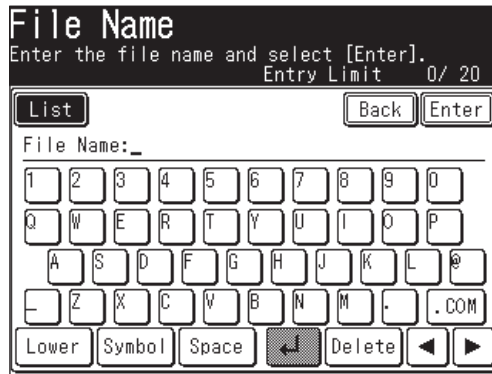 File Name
Enter the file name and select [Enter].
Entry Limit 0/ 20
List Back Enter
File Name:_
1 2 3 4 5 6 7 8 9 0
Q W E R T Y U I O P
A S D F G H J K L @
_ Z X C V B N M . .COM
Lower Symbol Space ↵ Delete ◀ ▶